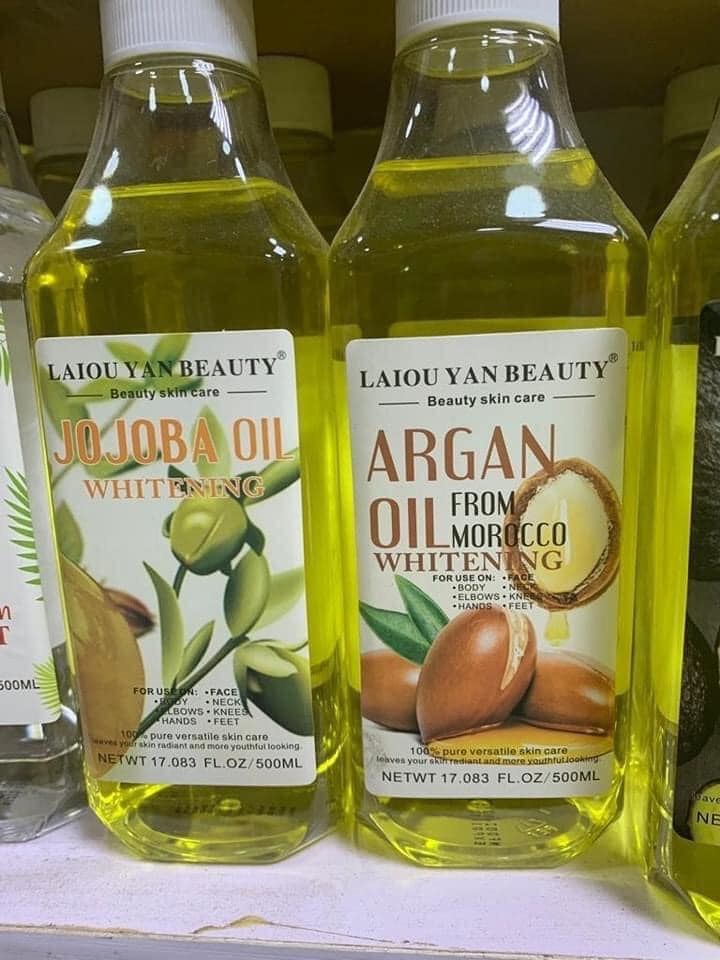 LAIOU YAN BEAUTY®
Beauty skin care
JOJOBA OIL
WHITENING
FOR USE ON: •FACE
•BODY •NECK
•ELBOWS •KNEES
•HANDS •FEET
100% pure versatile skin care
leaves your skin radiant and more youthful looking.
NETWT 17.083 FL.OZ/500ML
LAIOU YAN BEAUTY®
Beauty skin care
ARGAN
OIL FROM
MOROCCO
WHITENING
FOR USE ON: •FACE
•BODY •NECK
•ELBOWS •KNEES
•HANDS •FEET
100% pure versatile skin care
leaves your skin radiant and more youthful looking.
NETWT 17.083 FL.OZ/500ML
500ML
NE